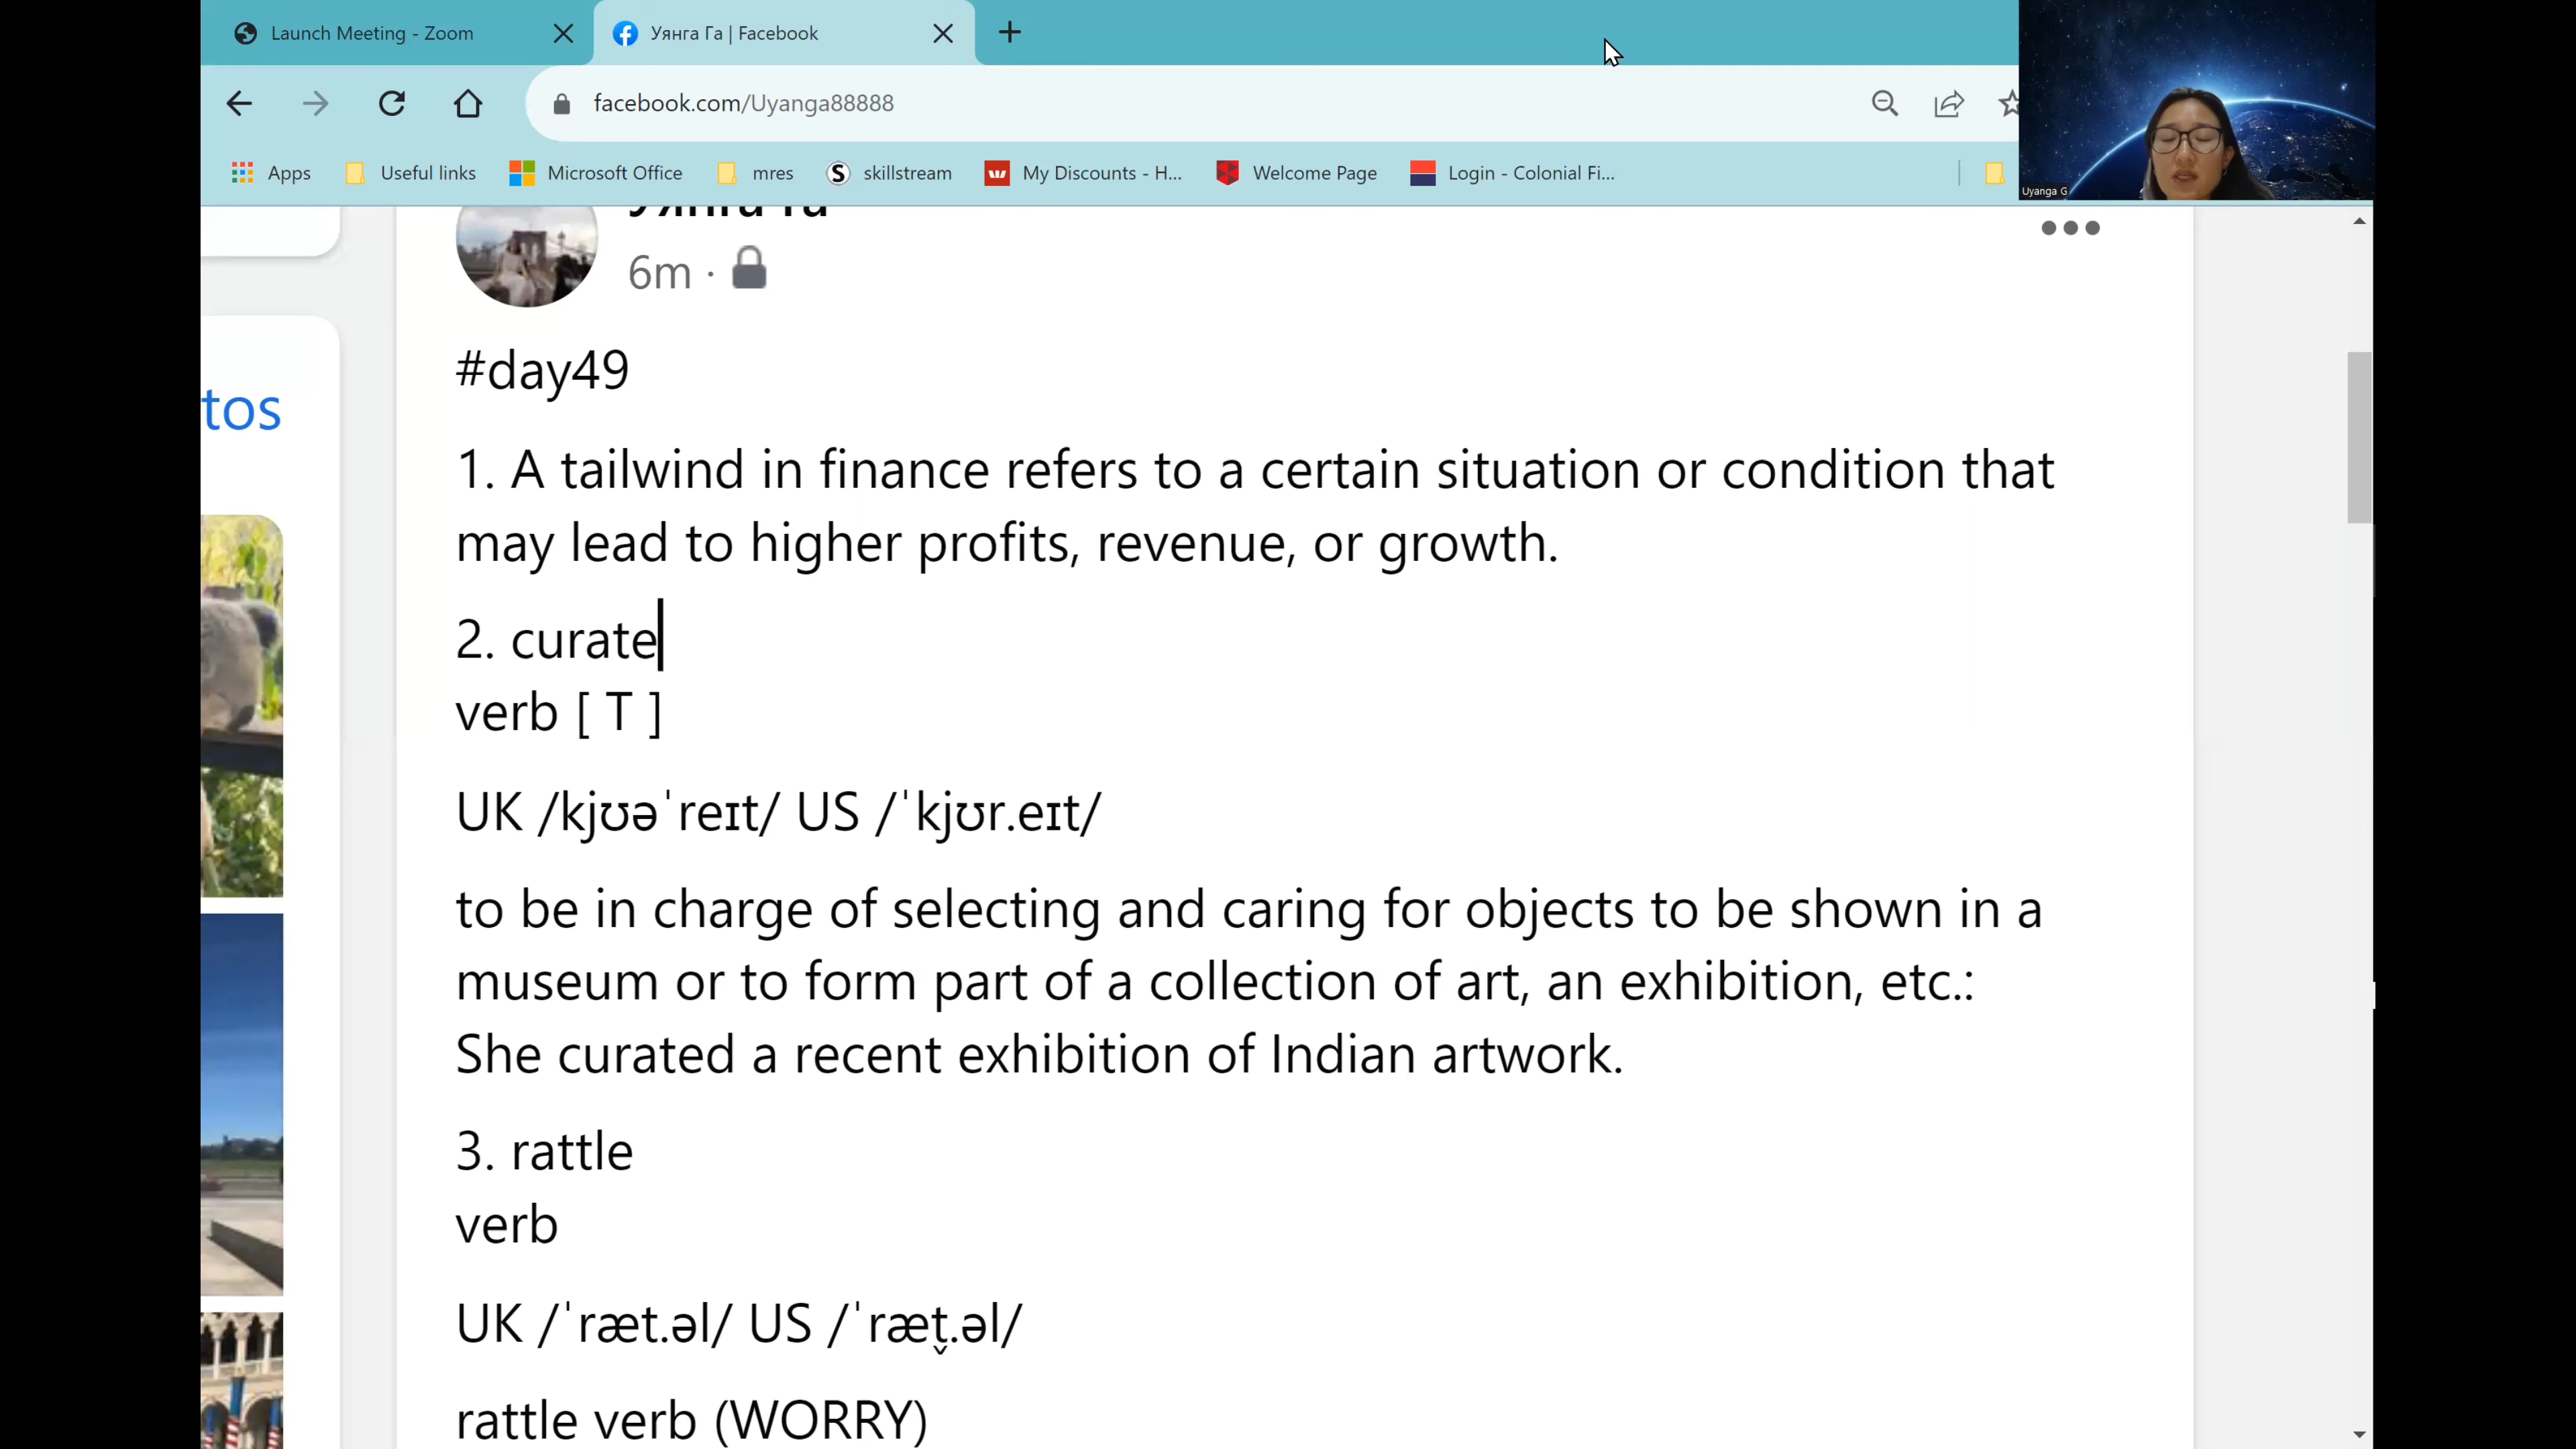 Launch Meeting - Zoom
Уянга Га | Facebook
facebook.com/Uyanga88888
Apps
Useful links
Microsoft Office
mres
skillstream
My Discounts - H...
Welcome Page
Login - Colonial Fi...
Uyanga G
Уянга Га
6m ·
tos
#day49
1. A tailwind in finance refers to a certain situation or condition that
may lead to higher profits, revenue, or growth.
2. curate
verb [ T ]
UK /kjʊəˈreɪt/ US /ˈkjʊr.eɪt/
to be in charge of selecting and caring for objects to be shown in a
museum or to form part of a collection of art, an exhibition, etc.:
She curated a recent exhibition of Indian artwork.
3. rattle
verb
UK /ˈræt.əl/ US /ˈræt̬.əl/
rattle verb (WORRY)